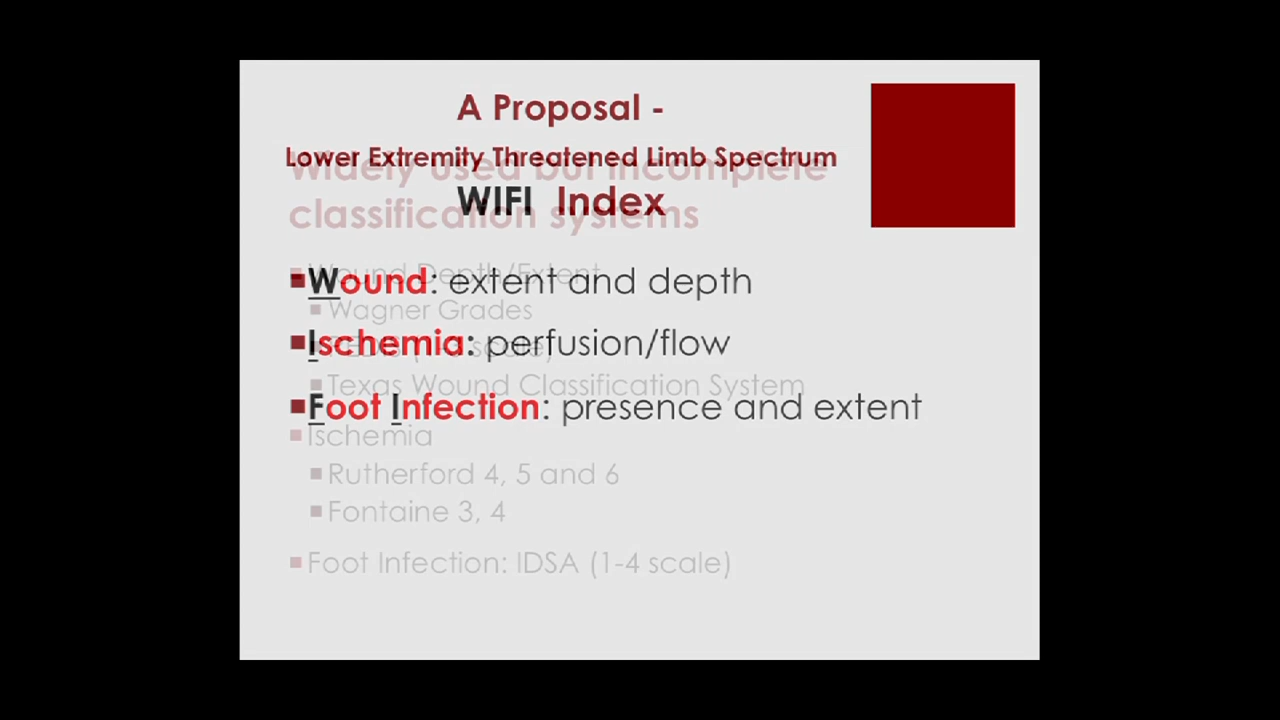 A Proposal -
Lower Extremity Threatened Limb Spectrum
Widely used but incomplete
WIFI Index
classification systems
Wound Depth/Extent
Wound: extent and depth
Wagner Grades
Ischemia: perfusion/flow
scale)
Texas Wound Classification System
Foot Infection: presence and extent
Ischemia
Rutherford 4, 5 and 6
Fontaine 3, 4
Foot Infection: IDSA (1-4 scale)